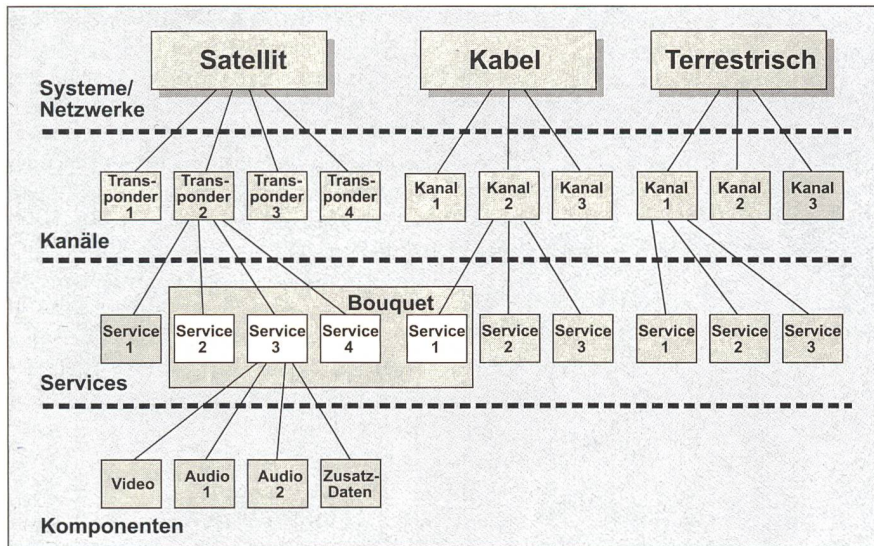 Satellit
Kabel
Terrestrisch
Systeme/
Netzwerke
Trans-
ponder
1
Trans-
ponder
2
Trans-
ponder
3
Trans-
ponder
4
Kanal
1
Kanal
2
Kanal
3
Kanal
1
Kanal
2
Kanal
3
Kanäle
Bouquet
Service
1
Service
2
Service
3
Service
4
Service
1
Service
2
Service
3
Service
1
Service
2
Service
3
Services
Video
Audio
1
Audio
2
Zusatz-
Daten
Komponenten